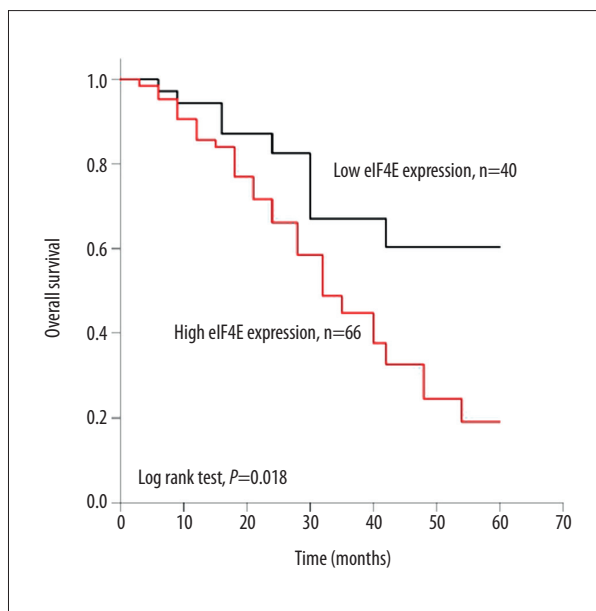 1.0
0.8
0.6
0.4
0.2
0.0
Overall survival
Low eIF4E expression, n=40
High eIF4E expression, n=66
Log rank test, P=0.018
0 10 20 30 40 50 60 70
Time (months)